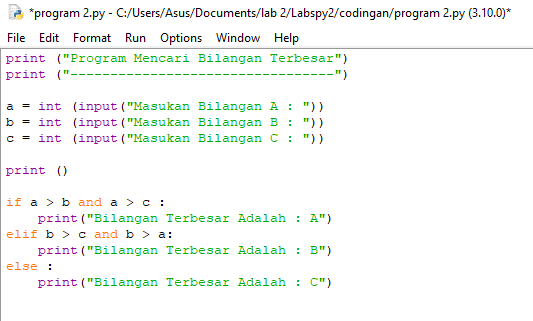 *program 2.py - C:/Users/Asus/Documents/lab 2/Labspy2/codingan/program 2.py (3.10.0)*
File Edit Format Run Options Window Help
print ("Program Mencari Bilangan Terbesar")
print ("---------------------------------")
a = int (input("Masukan Bilangan A : "))
b = int (input("Masukan Bilangan B : "))
c = int (input("Masukan Bilangan C : "))
print ()
if a > b and a > c :
    print("Bilangan Terbesar Adalah : A")
elif b > c and b > a:
    print("Bilangan Terbesar Adalah : B")
else :
    print("Bilangan Terbesar Adalah : C")